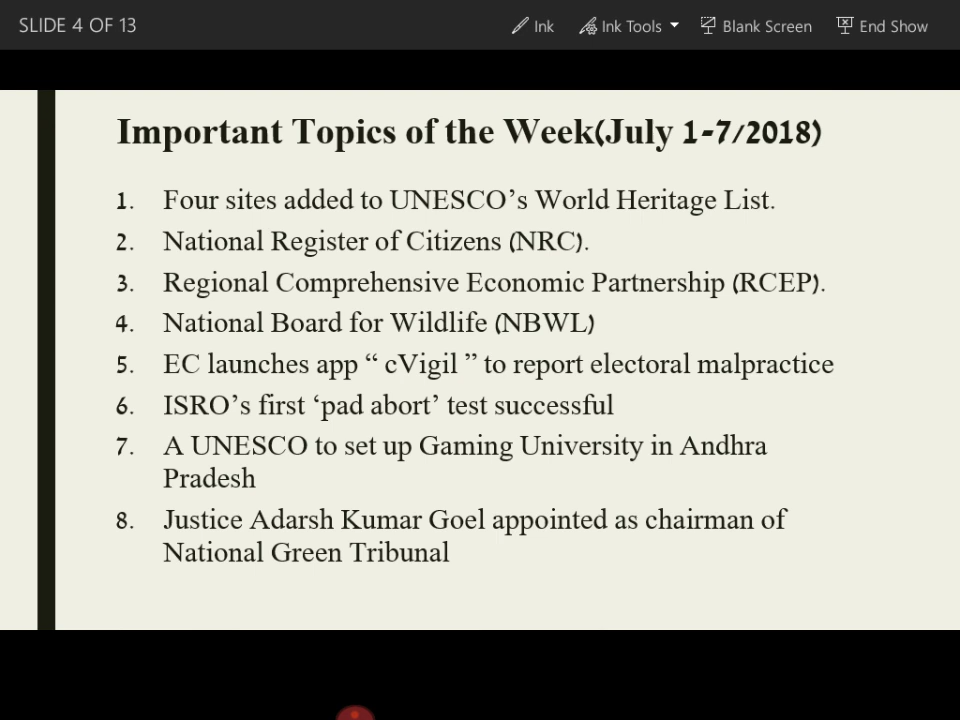 SLIDE 4 OF 13 Ink Ink Tools Blank Screen End Show
Important Topics of the Week(July 1-7/2018)
1. Four sites added to UNESCO’s World Heritage List.
2. National Register of Citizens (NRC).
3. Regional Comprehensive Economic Partnership (RCEP).
4. National Board for Wildlife (NBWL)
5. EC launches app “ cVigil ” to report electoral malpractice
6. ISRO’s first ‘pad abort’ test successful
7. A UNESCO to set up Gaming University in Andhra
Pradesh
8. Justice Adarsh Kumar Goel appointed as chairman of
National Green Tribunal